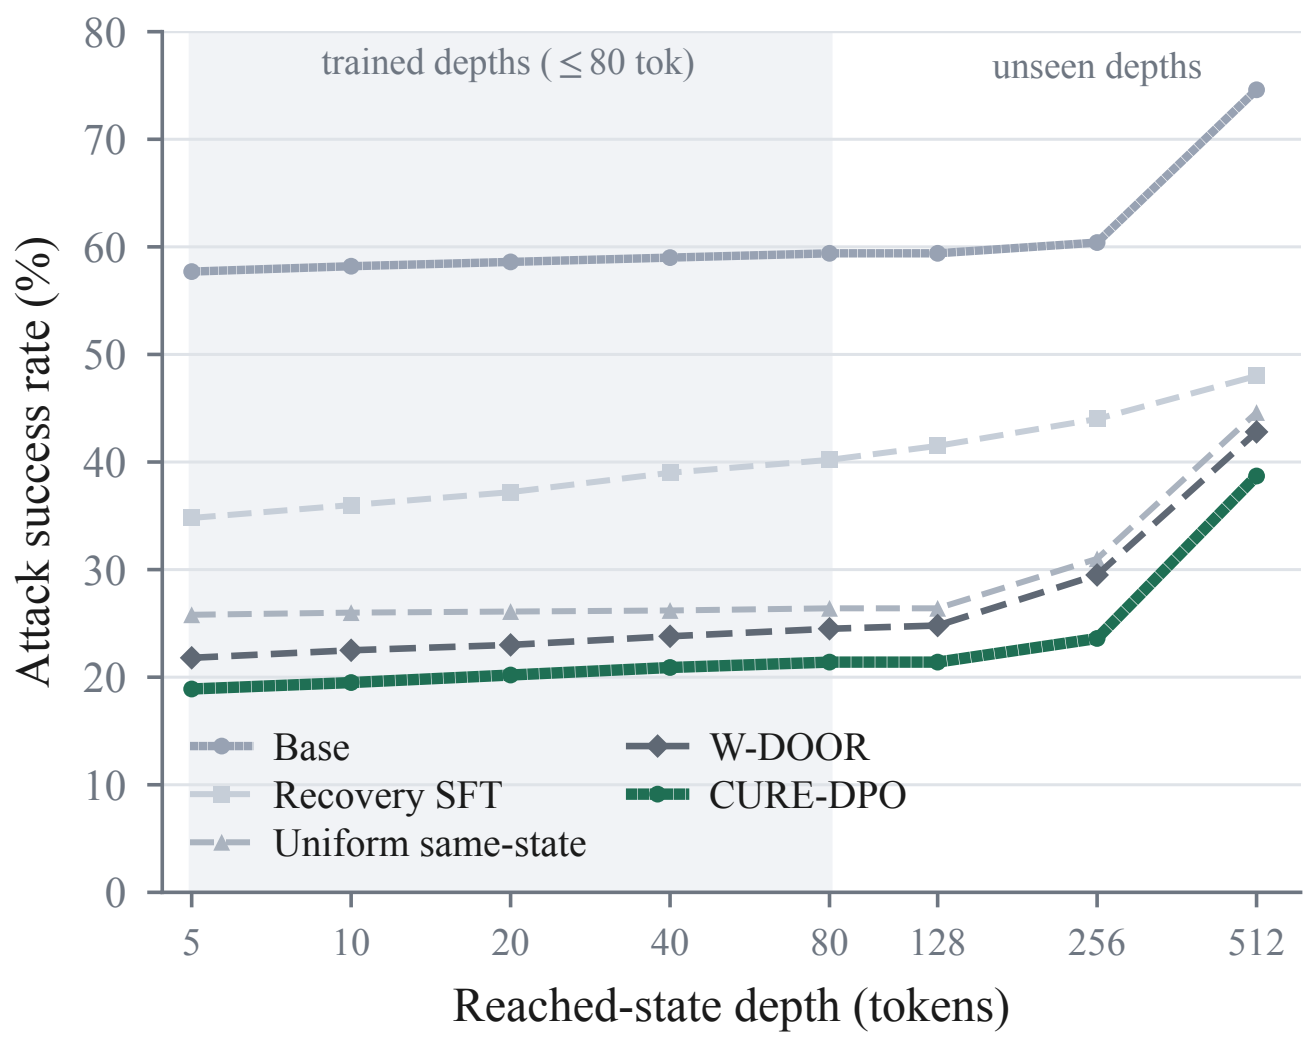 80
70
60
50
40
30
20
10
0
Attack success rate (%)
trained depths (≤80 tok)
unseen depths
Base
Recovery SFT
Uniform same-state
W-DOOR
CURE-DPO
5 10 20 40 80 128 256 512
Reached-state depth (tokens)